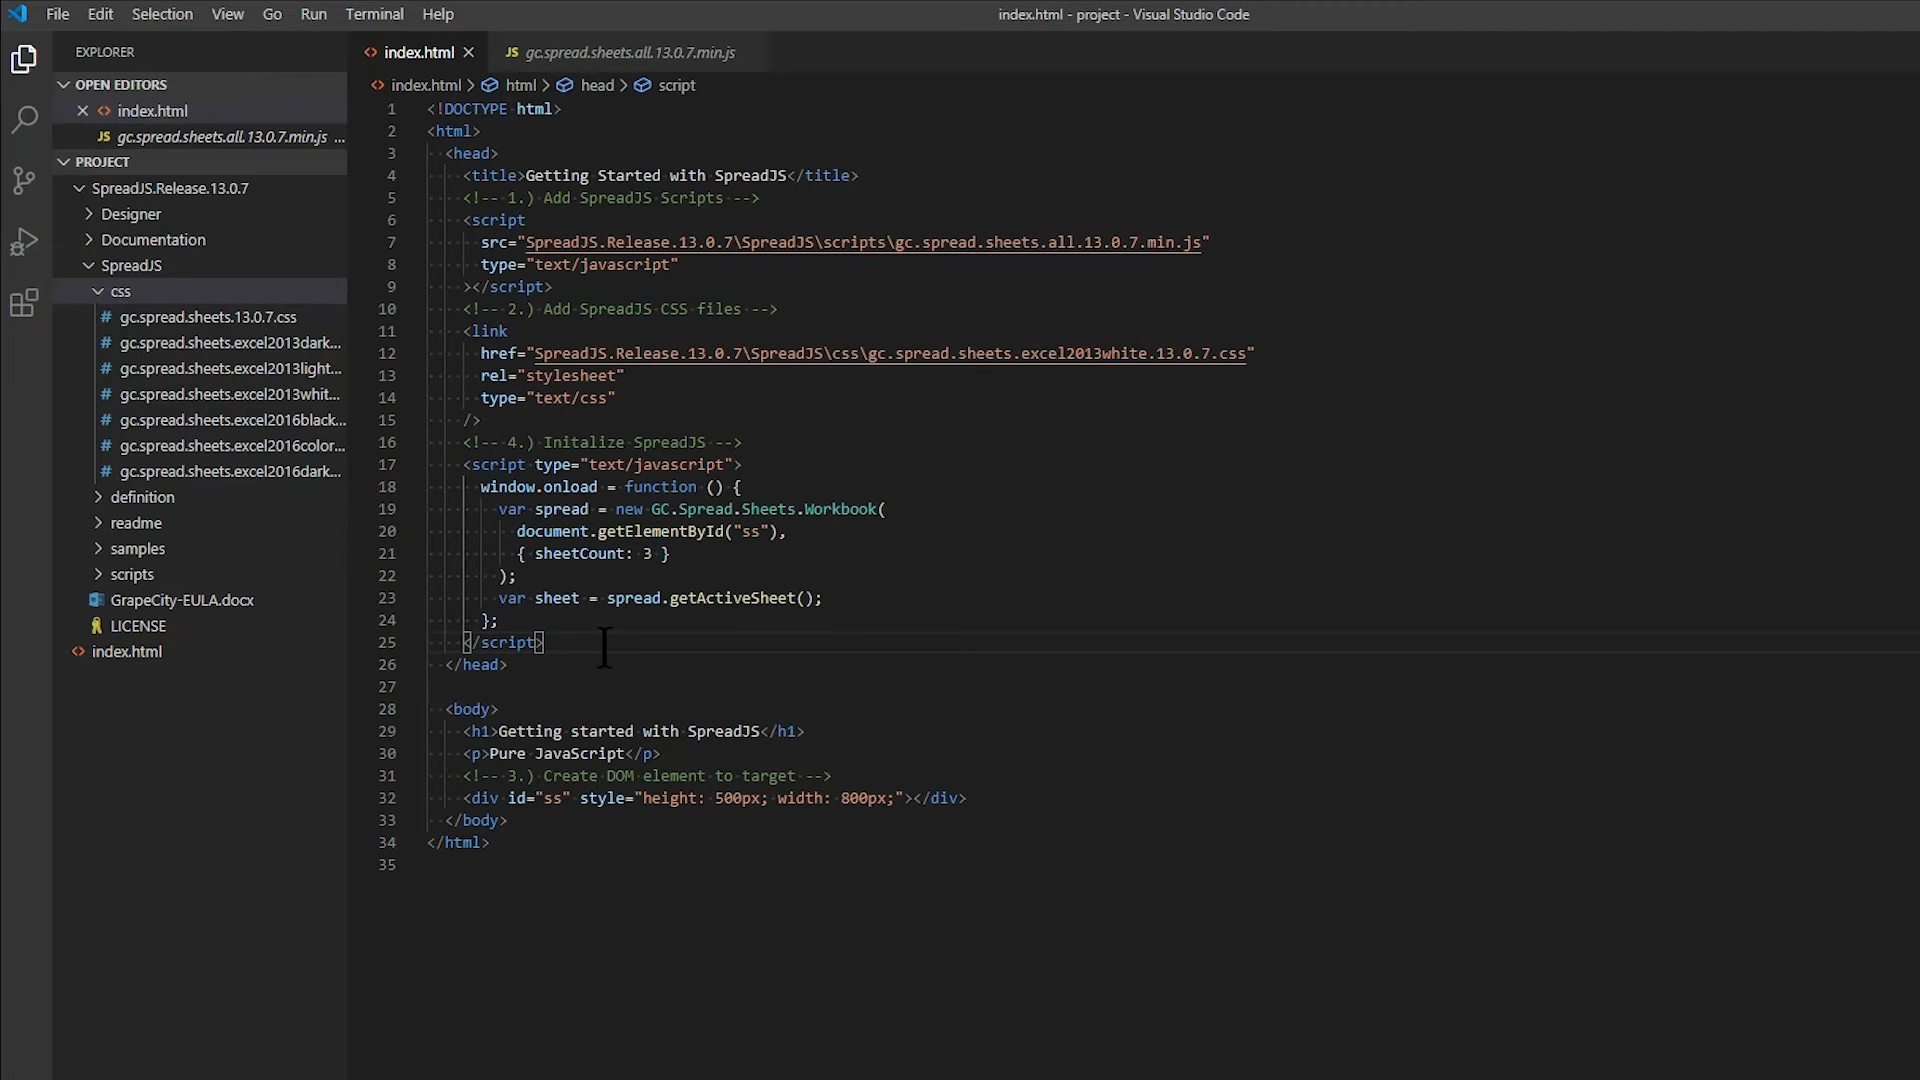 File Edit Selection View Go Run Terminal Help
index.html - project - Visual Studio Code
EXPLORER
OPEN EDITORS
index.html
JS gc.spread.sheets.all.13.0.7.min.js ...
PROJECT
SpreadJS.Release.13.0.7
Designer
Documentation
SpreadJS
css
# gc.spread.sheets.13.0.7.css
# gc.spread.sheets.excel2013dark...
# gc.spread.sheets.excel2013light...
# gc.spread.sheets.excel2013whit...
# gc.spread.sheets.excel2016black...
# gc.spread.sheets.excel2016color...
# gc.spread.sheets.excel2016dark...
definition
readme
samples
scripts
GrapeCity-EULA.docx
LICENSE
index.html
index.html JS gc.spread.sheets.all.13.0.7.min.js
index.html > html > head > script
1 <!DOCTYPE html>
2 <html>
3 <head>
4 <title>Getting Started with SpreadJS</title>
5 <!-- 1.) Add SpreadJS Scripts -->
6 <script
7 src="SpreadJS.Release.13.0.7\SpreadJS\scripts\gc.spread.sheets.all.13.0.7.min.js"
8 type="text/javascript"
9 ></script>
10 <!-- 2.) Add SpreadJS CSS files -->
11 <link
12 href="SpreadJS.Release.13.0.7\SpreadJS\css\gc.spread.sheets.excel2013white.13.0.7.css"
13 rel="stylesheet"
14 type="text/css"
15 />
16 <!-- 4.) Initalize SpreadJS -->
17 <script type="text/javascript">
18 window.onload = function () {
19 var spread = new GC.Spread.Sheets.Workbook(
20 document.getElementById("ss"),
21 { sheetCount: 3 }
22 );
23 var sheet = spread.getActiveSheet();
24 };
25 </script>
26 </head>
27
28 <body>
29 <h1>Getting started with SpreadJS</h1>
30 <p>Pure JavaScript</p>
31 <!-- 3.) Create DOM element to target -->
32 <div id="ss" style="height: 500px; width: 800px;"></div>
33 </body>
34 </html>
35